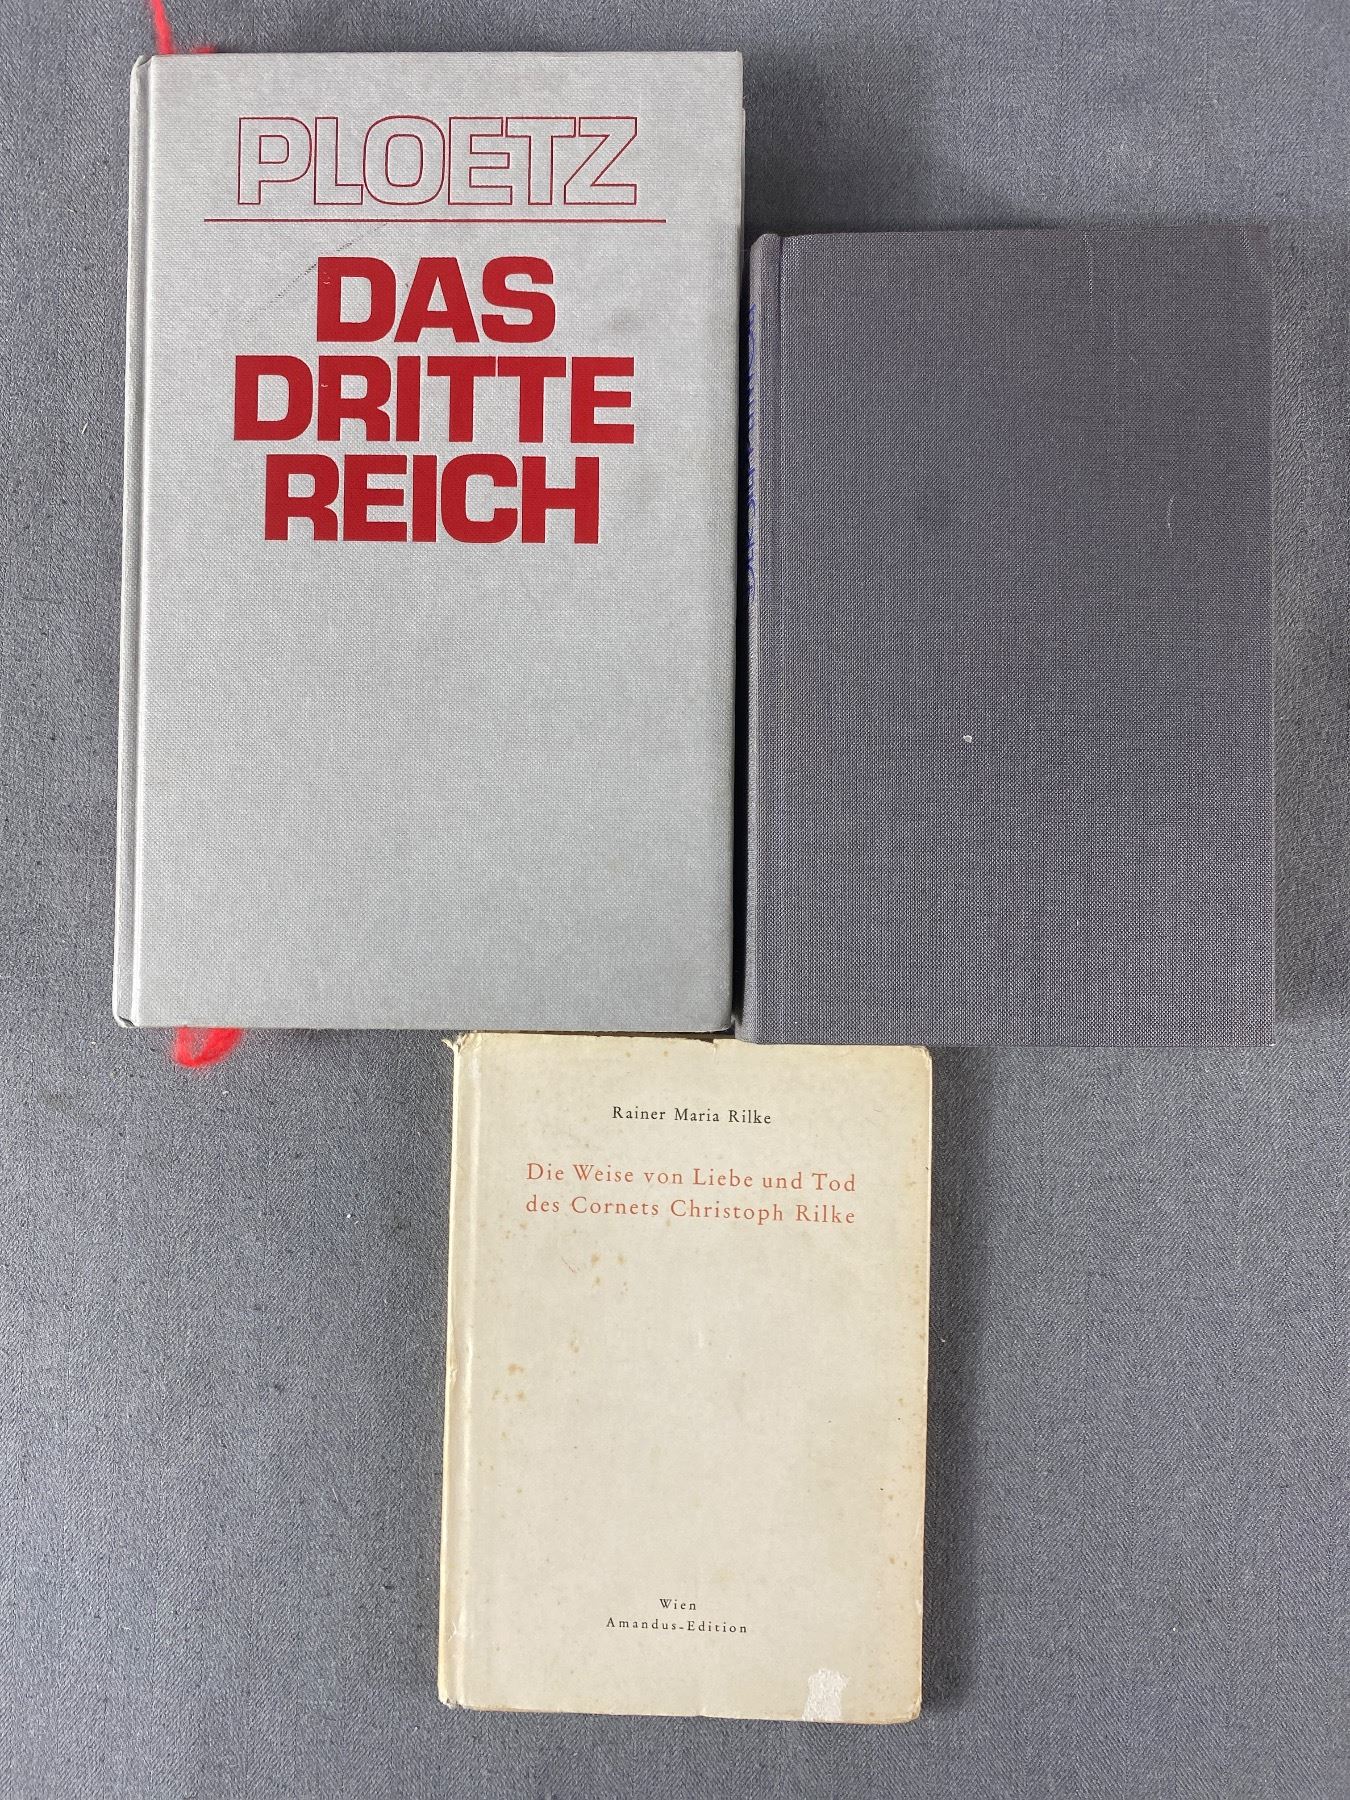 PLOETZ
DAS
DRITTE
REICH
Rainer Maria Rilke
Die Weise von Liebe und Tod
des Cornets Christoph Rilke
Wien
Amandus-Edition